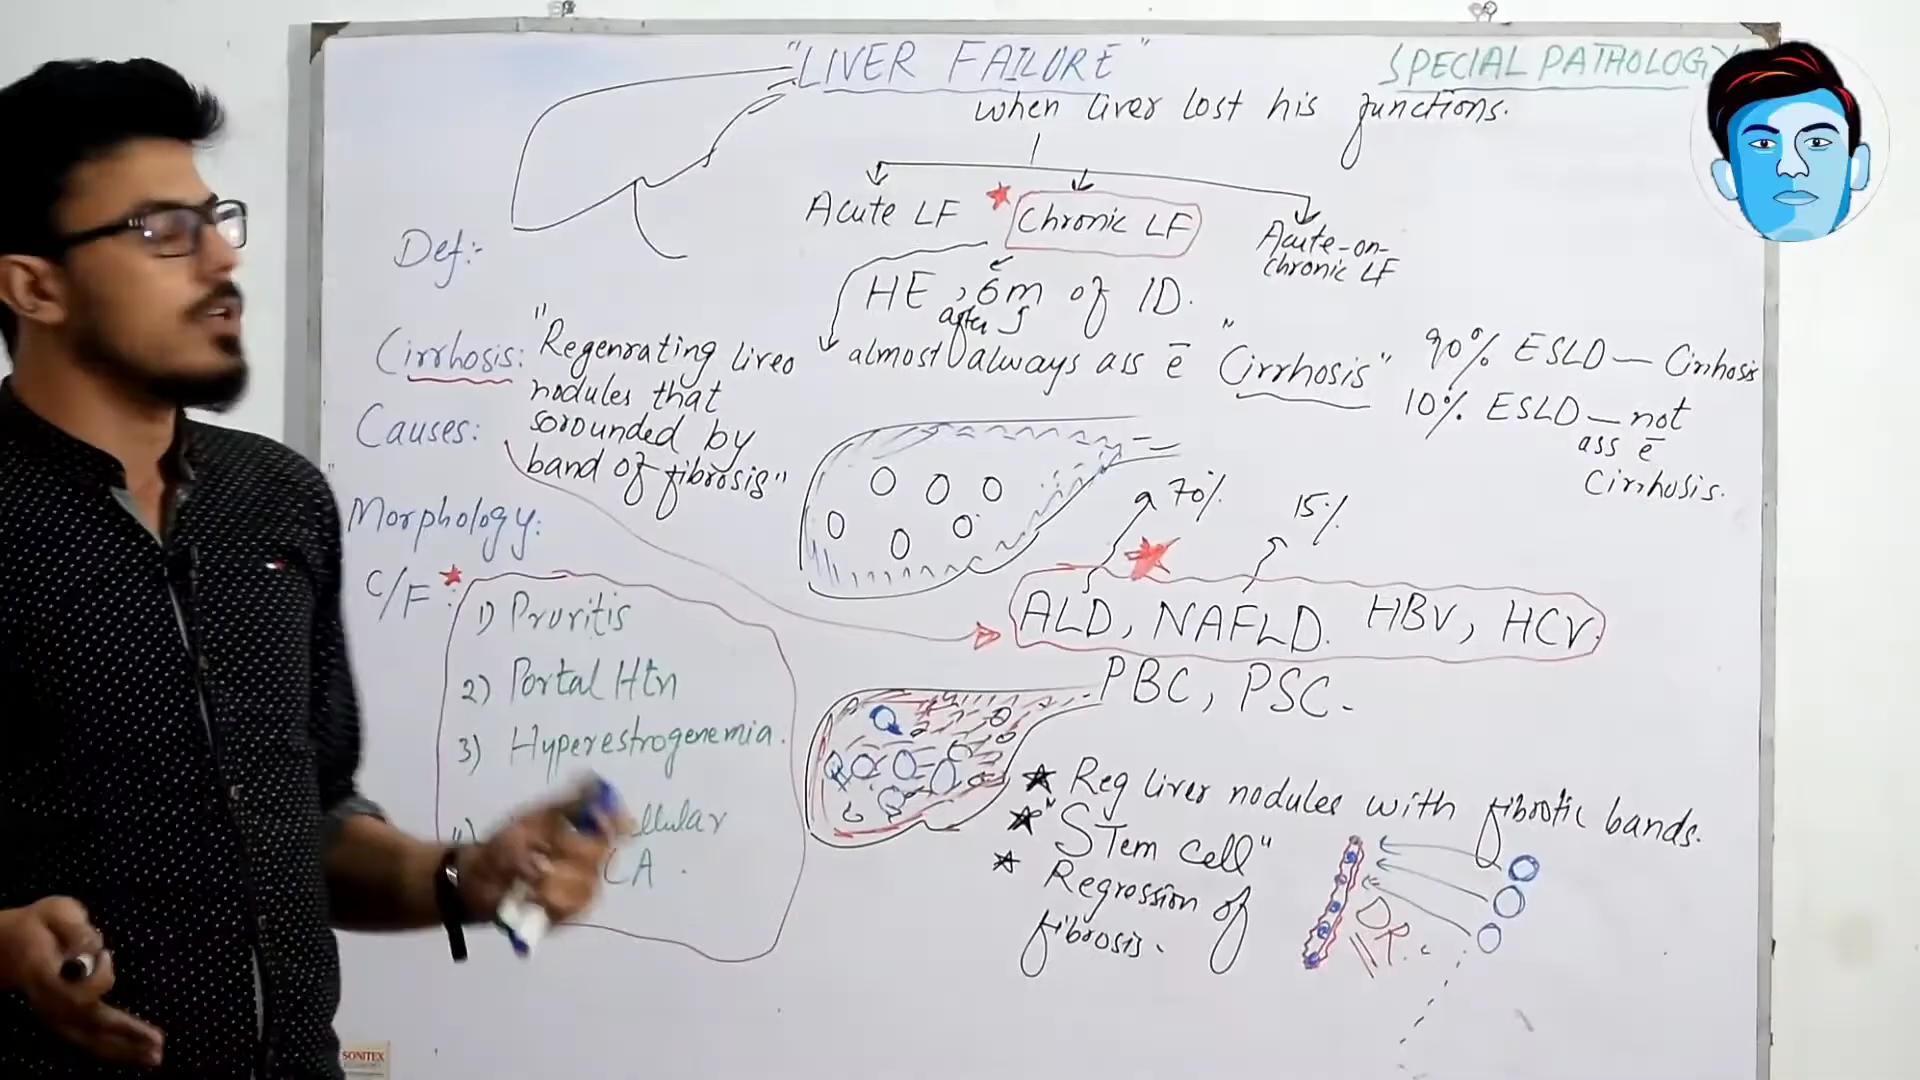 "LIVER FAILURE"
SPECIAL PATHOLOGY
when liver lost his functions.
Acute LF
Chronic LF
Acute-on-
chronic LF
Def:-
HE, 6m of ID.
after
almost always ass ē "Cirrhosis"
90% ESLD — Cirrhosis
10% ESLD — not
ass ē
Cirrhosis.
Cirrhosis: "Regenrating liver
nodules that
sorounded by
band of fibrosis"
Causes:
70%
15%
Morphology:
ALD, NAFLD. HBV, HCV.
PBC, PSC.
C/F:
1) Pruritis
2) Portal Htn
3) Hyperestrogenemia.
llular
CA.
Reg liver nodules with fibrotic bands.
"STem cell"
Regression of
fibrosis.
DR.
SONITEX